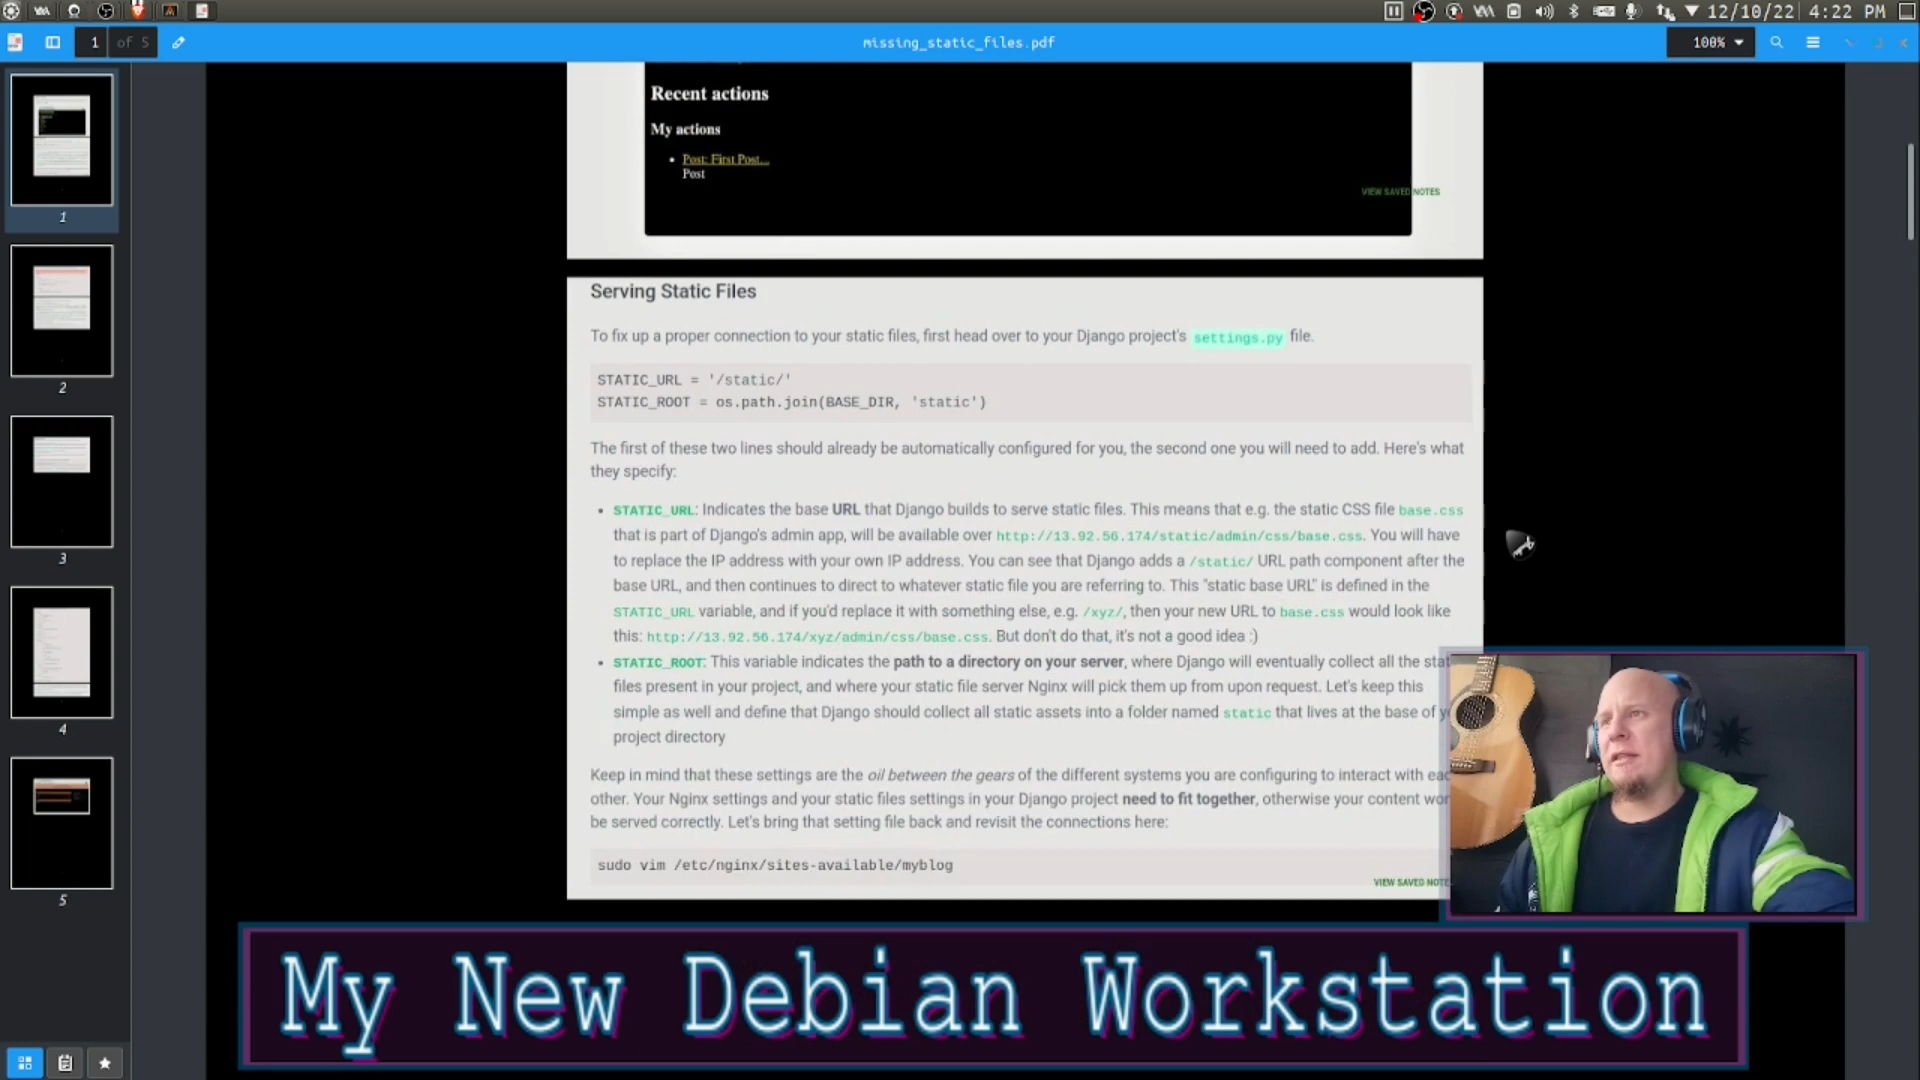 12/10/22 4:22 PM
1 of 5
missing_static_files.pdf
100%
Recent actions
My actions
Post: First Post...
Post
VIEW SAVED NOTES
Serving Static Files
To fix up a proper connection to your static files, first head over to your Django project's settings.py file.
STATIC_URL = '/static/'
STATIC_ROOT = os.path.join(BASE_DIR, 'static')
The first of these two lines should already be automatically configured for you, the second one you will need to add. Here's what
they specify:
• STATIC_URL: Indicates the base URL that Django builds to serve static files. This means that e.g. the static CSS file base.css
that is part of Django's admin app, will be available over http://13.92.56.174/static/admin/css/base.css. You will have
to replace the IP address with your own IP address. You can see that Django adds a /static/ URL path component after the
base URL, and then continues to direct to whatever static file you are referring to. This "static base URL" is defined in the
STATIC_URL variable, and if you'd replace it with something else, e.g. /xyz/, then your new URL to base.css would look like
this: http://13.92.56.174/xyz/admin/css/base.css. But don't do that, it's not a good idea :)
• STATIC_ROOT: This variable indicates the path to a directory on your server, where Django will eventually collect all the stat
files present in your project, and where your static file server Nginx will pick them up from upon request. Let's keep this
simple as well and define that Django should collect all static assets into a folder named static that lives at the base of y
project directory
Keep in mind that these settings are the oil between the gears of the different systems you are configuring to interact with eac
other. Your Nginx settings and your static files settings in your Django project need to fit together, otherwise your content wor
be served correctly. Let's bring that setting file back and revisit the connections here:
sudo vim /etc/nginx/sites-available/myblog
VIEW SAVED NOTE
1
2
3
4
5
My New Debian Workstation